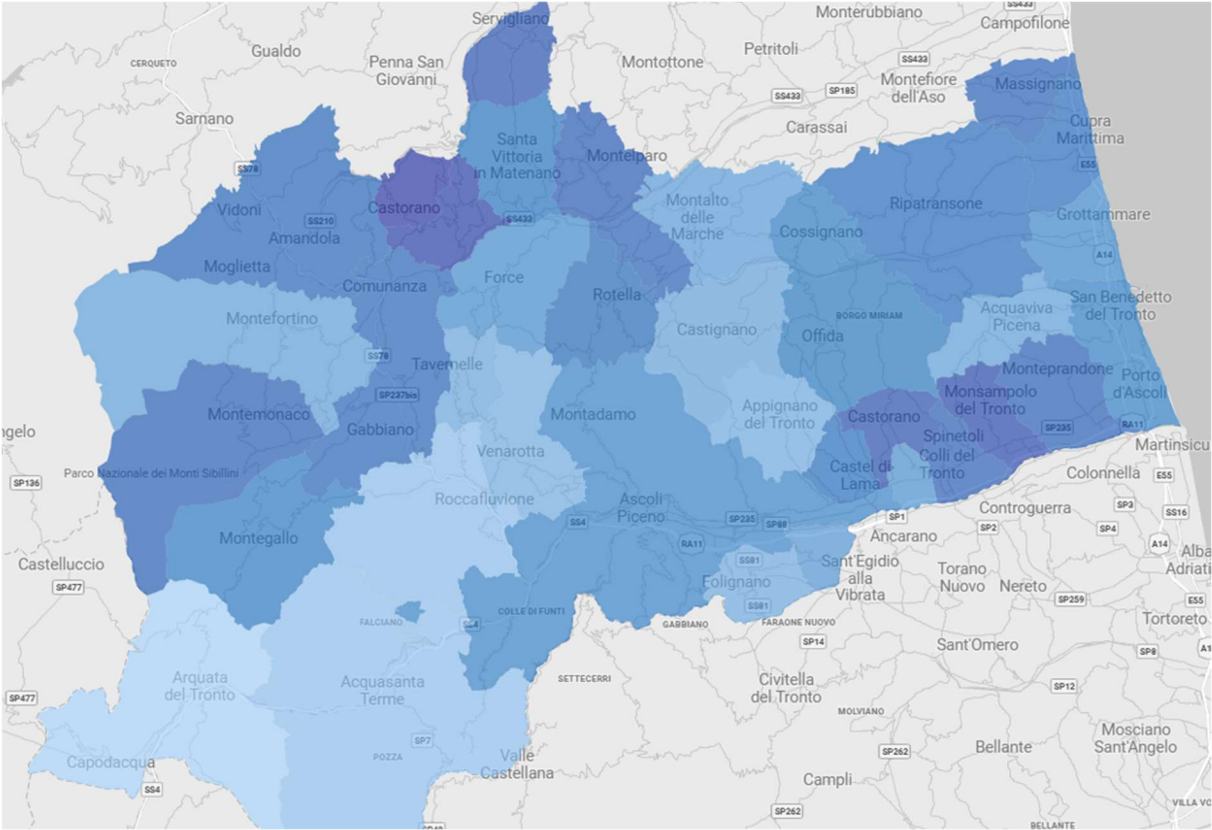 Servigliano
Monterubbiano
SS433
Campofilone
Gualdo
CERQUETO
Penna San
Giovanni
Montottone
Petritoli
SS433
Montefiore
dell'Aso
SS433
SP185
Massignano
Sarnano
Carassai
Cupra
Marittima
Santa
Vittoria
in Matenano
Montelparo
E55
SS78
Vidoni
SS210
Amandola
Castorano
SS433
Montalto
delle
Marche
Ripatransone
Cossignano
Grottammare
A14
Moglietta
Comunanza
Force
Rotella
San Benedetto
del Tronto
Montefortino
Castignano
BORGO MIRIAM
Offida
Acquaviva
Picena
SS78
Tavernelle
Monteprandone
Porto
d'Ascoli
SP237bis
Monsampolo
del Tronto
Montemonaco
Gabbiano
Montadamo
Appignano
del Tronto
Castorano
SP235
RA11
ngelo
Spinetoli
Colli del
Tronto
Martinsicu
Venarotta
Parco Nazionale dei Monti Sibillini
SP136
Castel di
Lama
Colonnella
E55
Roccafluvione
Ascoli
Piceno
SS4
SP235
SP88
SP1
Controguerra
SP3
SS16
SP2
SP4
Montegallo
RA11
Ancarano
A14
Alba
Adriati
Castelluccio
SP477
SS81
Folignano
Sant'Egidio
alla
Vibrata
Torano
Nuovo
Nereto
SP259
E55
SS81
COLLE DI FUNTI
FALCIANO
SS4
GABBIANO
FARAONE NUOVO
Tortoreto
SP14
Sant'Omero
SP8
A1
Arquata
del Tronto
Acquasanta
Terme
SETTECERRI
Civitella
del Tronto
SP12
SP477
MOLVIANO
SP7
POZZA
Valle
Castellana
SP262
Bellante
Mosciano
Sant'Angelo
Capodacqua
SS4
Campli
SP262
VILLA VO
BELLANTE